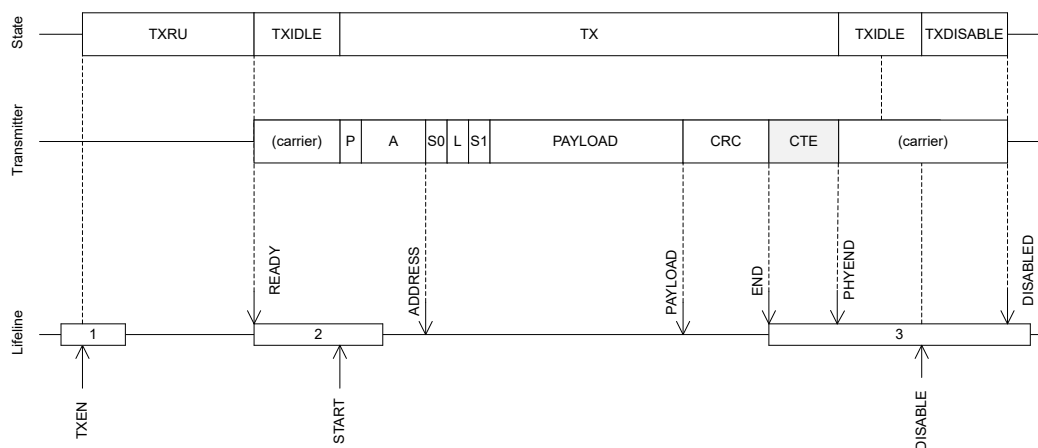 State
TXRU
TXIDLE
TX
TXIDLE
TXDISABLE
Transmitter
(carrier)
P
A
S0
L
S1
PAYLOAD
CRC
CTE
(carrier)
READY
ADDRESS
PAYLOAD
END
PHYEND
DISABLED
Lifeline
1
2
3
TXEN
START
DISABLE